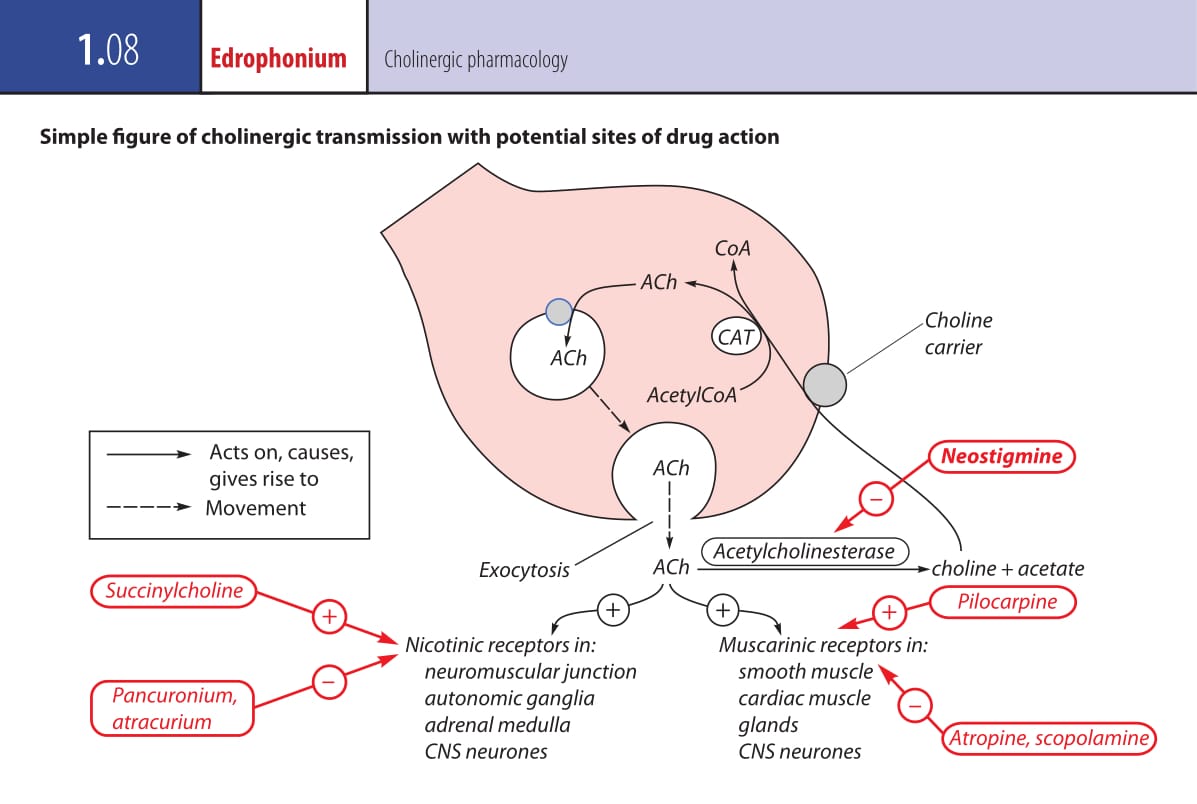 1.08
Edrophonium
Cholinergic pharmacology
Simple figure of cholinergic transmission with potential sites of drug action
CoA
ACh
CAT
ACh
AcetylCoA
Choline
carrier
Acts on, causes,
gives rise to
Movement
ACh
Neostigmine
−
Exocytosis
ACh
Acetylcholinesterase
choline + acetate
Succinylcholine
+
+
+
+
Pilocarpine
Nicotinic receptors in:
neuromuscular junction
autonomic ganglia
adrenal medulla
CNS neurones
Muscarinic receptors in:
smooth muscle
cardiac muscle
glands
CNS neurones
−
Pancuronium,
atracurium
−
Atropine, scopolamine